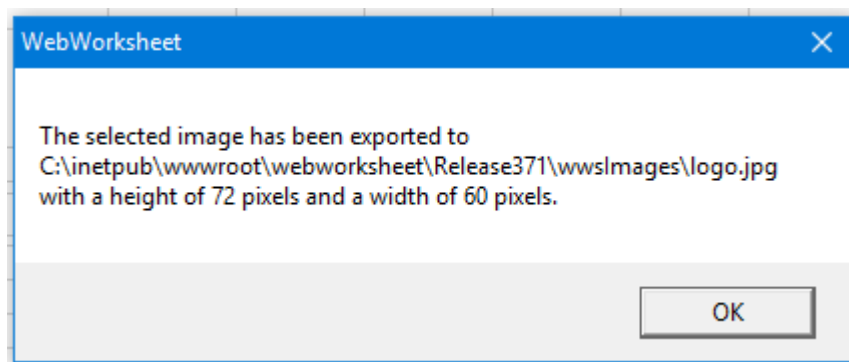 WebWorksheet
The selected image has been exported to
C:\inetpub\wwwroot\webworksheet\Release371\wwsImages\logo.jpg
with a height of 72 pixels and a width of 60 pixels.
OK